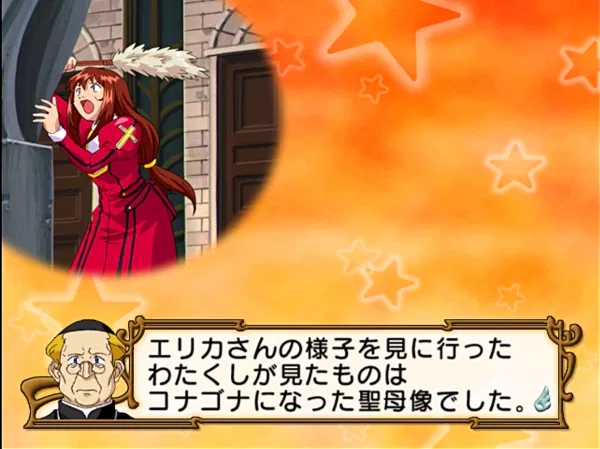 エリカさんの様子を見に行った
わたくしが見たものは
コナゴナになった聖母像でした。